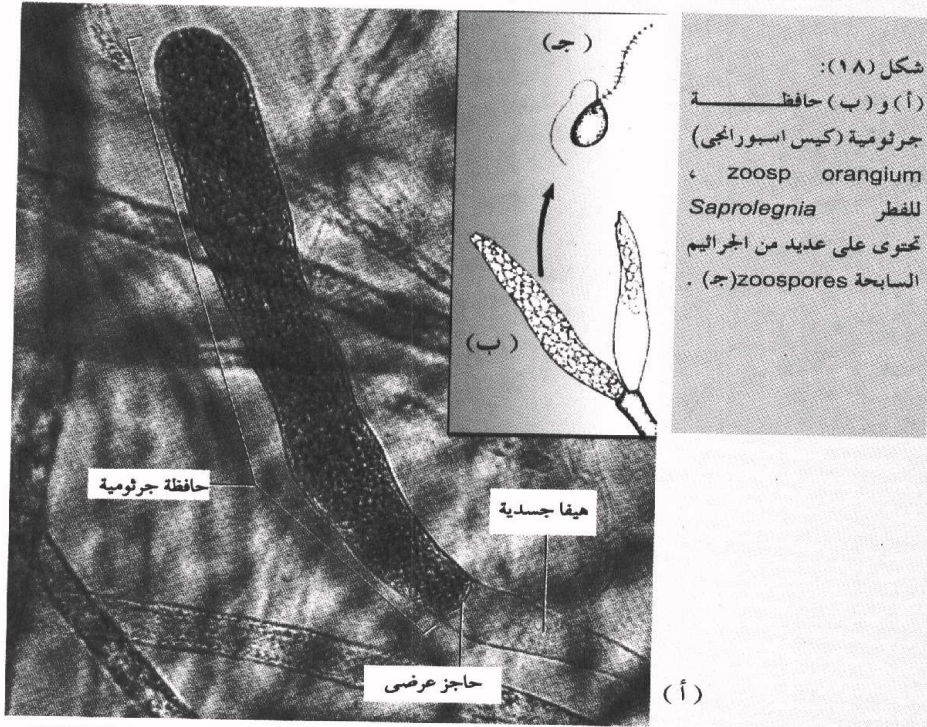 شكل (١٨):
(أ) و (ب) حافظة
جرثومية (كيس اسبورانجى)
zoosp orangium ،
للفطر Saprolegnia
تحتوى على عديد من الجراثيم
السابحة zoospores(جـ) .
(جـ)
(ب)
حافظة جرثومية
هيفا جسدية
حاجز عرضى
(أ)